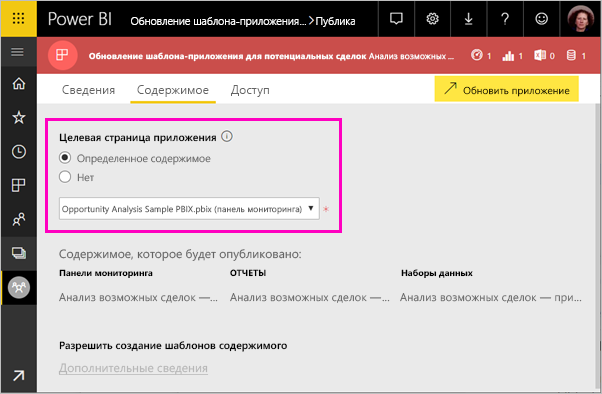 Power BI Обновление шаблона-приложения... > Публика
Обновление шаблона-приложения для потенциальных сделок Анализ возможных ... 1 1 0 1
Сведения Содержимое Доступ Обновить приложение
Целевая страница приложения
Определенное содержимое
Нет
Opportunity Analysis Sample PBIX.pbix (панель мониторинга) *
Содержимое, которое будет опубликовано:
Панели мониторинга ОТЧЕТЫ Наборы данных
Анализ возможных сделок —... Анализ возможных сделок —... Анализ возможных сделок — при...
Разрешить создание шаблонов содержимого
Дополнительные сведения